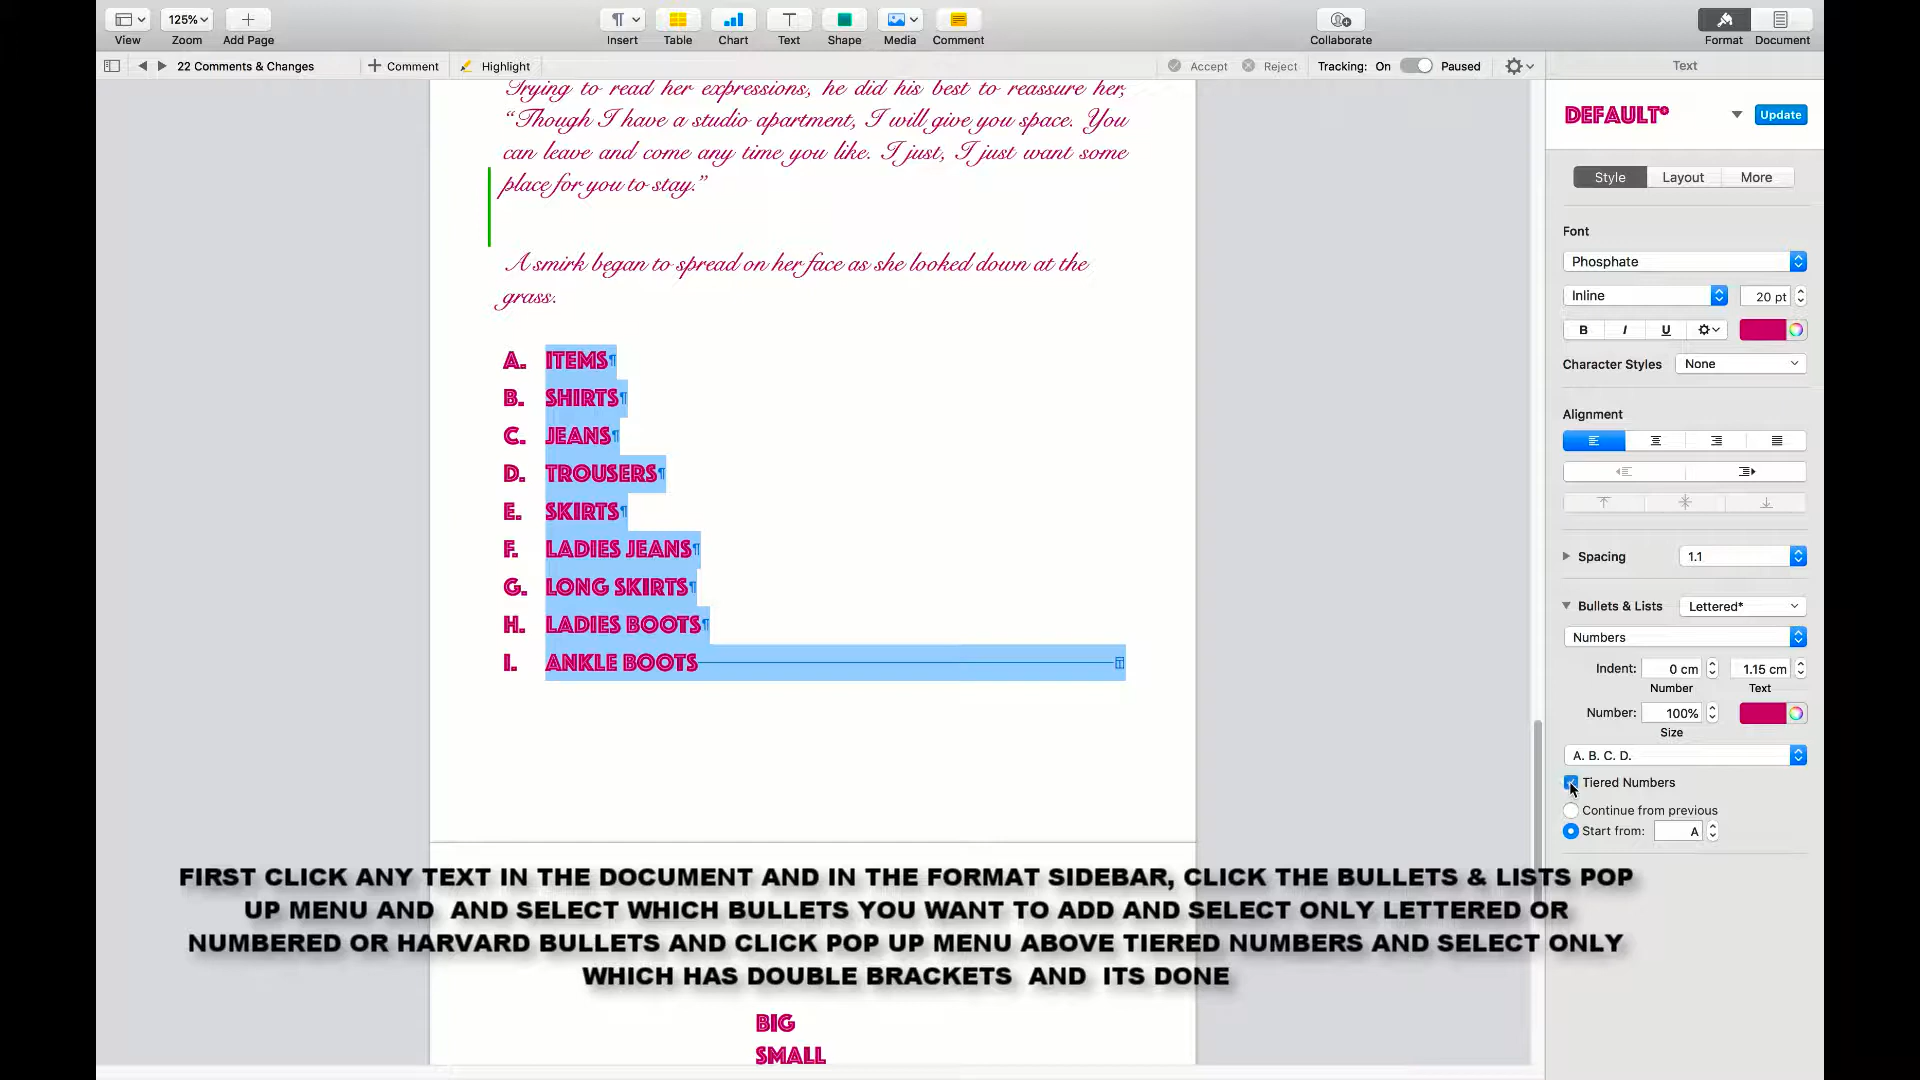 125%
View
Zoom
Add Page
Insert
Table
Chart
Text
Shape
Media
Comment
Collaborate
Format
Document
22 Comments & Changes
Comment
Highlight
Accept
Reject
Tracking: On
Paused
Text
Trying to read her expressions, he did his best to reassure her,
“Though I have a studio apartment, I will give you space. You
can leave and come any time you like. I just, I just want some
place for you to stay.”
A smirk began to spread on her face as she looked down at the
grass.
A. ITEMS¶
B. SHIRTS¶
C. JEANS¶
D. TROUSERS¶
E. SKIRTS¶
F. LADIES JEANS¶
G. LONG SKIRTS¶
H. LADIES BOOTS¶
I. ANKLE BOOTS
DEFAULT*
Update
Style
Layout
More
Font
Phosphate
Inline
20 pt
B I U
Character Styles
None
Alignment
Spacing
1.1
Bullets & Lists
Lettered*
Numbers
Indent:
0 cm
1.15 cm
Number
Text
Number:
100%
Size
A. B. C. D.
Tiered Numbers
Continue from previous
Start from:
A
FIRST CLICK ANY TEXT IN THE DOCUMENT AND IN THE FORMAT SIDEBAR, CLICK THE BULLETS & LISTS POP
UP MENU AND AND SELECT WHICH BULLETS YOU WANT TO ADD AND SELECT ONLY LETTERED OR
NUMBERED OR HARVARD BULLETS AND CLICK POP UP MENU ABOVE TIERED NUMBERS AND SELECT ONLY
WHICH HAS DOUBLE BRACKETS AND ITS DONE
BIG
SMALL